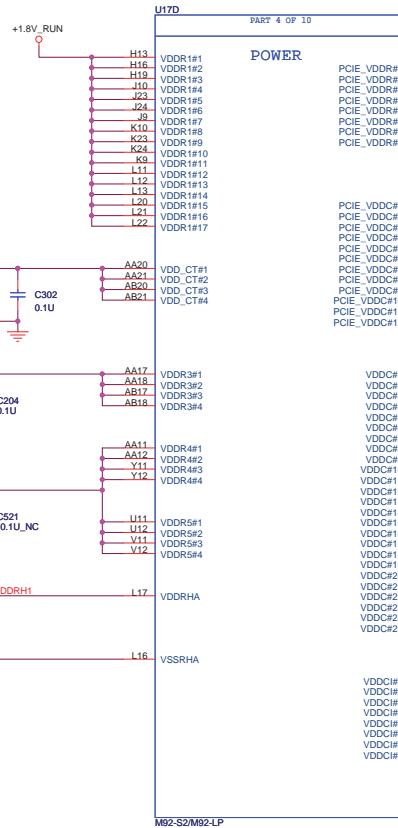 U17D
PART 4 OF 10
+1.8V_RUN
POWER
H13 VDDR1#1
H16 VDDR1#2 PCIE_VDDR#
H19 VDDR1#3 PCIE_VDDR#
J10 VDDR1#4 PCIE_VDDR#
J23 VDDR1#5 PCIE_VDDR#
J24 VDDR1#6 PCIE_VDDR#
J9 VDDR1#7 PCIE_VDDR#
K10 VDDR1#8 PCIE_VDDR#
K23 VDDR1#9 PCIE_VDDR#
K24 VDDR1#10
K9 VDDR1#11
L11 VDDR1#12
L12 VDDR1#13
L13 VDDR1#14
L20 VDDR1#15 PCIE_VDDC#
L21 VDDR1#16 PCIE_VDDC#
L22 VDDR1#17 PCIE_VDDC#
PCIE_VDDC#
PCIE_VDDC#
PCIE_VDDC#
AA20 VDD_CT#1 PCIE_VDDC#
AA21 VDD_CT#2 PCIE_VDDC#
AB20 VDD_CT#3 PCIE_VDDC#
AB21 VDD_CT#4 PCIE_VDDC#1
PCIE_VDDC#1
PCIE_VDDC#1
C302
0.1U
AA17 VDDR3#1 VDDC#
AA18 VDDR3#2 VDDC#
AB17 VDDR3#3 VDDC#
AB18 VDDR3#4 VDDC#
C204
0.1U
VDDC#
VDDC#
VDDC#
AA11 VDDR4#1 VDDC#
AA12 VDDR4#2 VDDC#
Y11 VDDR4#3 VDDC#1
Y12 VDDR4#4 VDDC#1
VDDC#1
VDDC#1
VDDC#1
C521
0.1U_NC
U11 VDDR5#1 VDDC#1
U12 VDDR5#2 VDDC#1
V11 VDDR5#3 VDDC#1
V12 VDDR5#4 VDDC#1
VDDC#1
VDDC#2
VDDC#2
DDRH1 L17 VDDRHA VDDC#2
VDDC#2
VDDC#2
VDDC#2
L16 VSSRHA
VDDCI#
VDDCI#
VDDCI#
VDDCI#
VDDCI#
VDDCI#
VDDCI#
VDDCI#
M92-S2/M92-LP